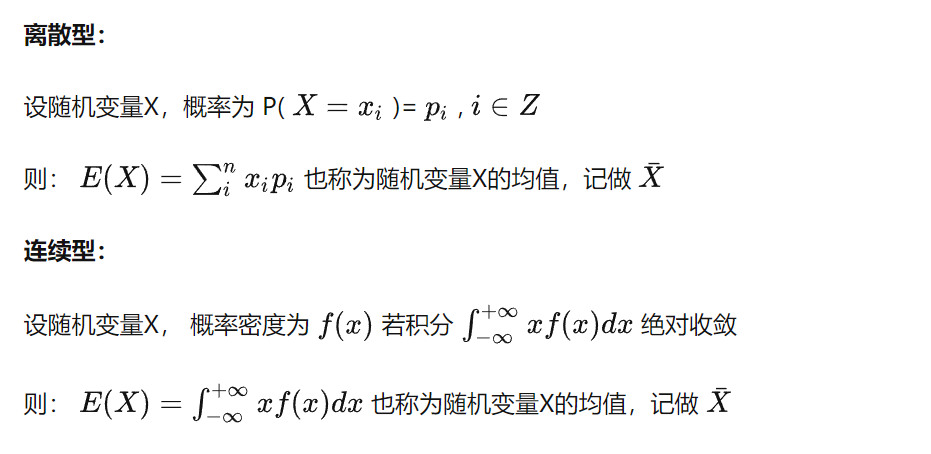 离散型：
设随机变量X，概率为 P( $X = x_i$ )= $p_i$ , $i \in Z$
则： $E(X) = \sum_i^n x_i p_i$ 也称为随机变量X的均值，记做 $\bar{X}$
连续型：
设随机变量X， 概率密度为 $f(x)$ 若积分 $\int_{-\infty}^{+\infty} x f(x) dx$ 绝对收敛
则： $E(X) = \int_{-\infty}^{+\infty} x f(x) dx$ 也称为随机变量X的均值，记做 $\bar{X}$